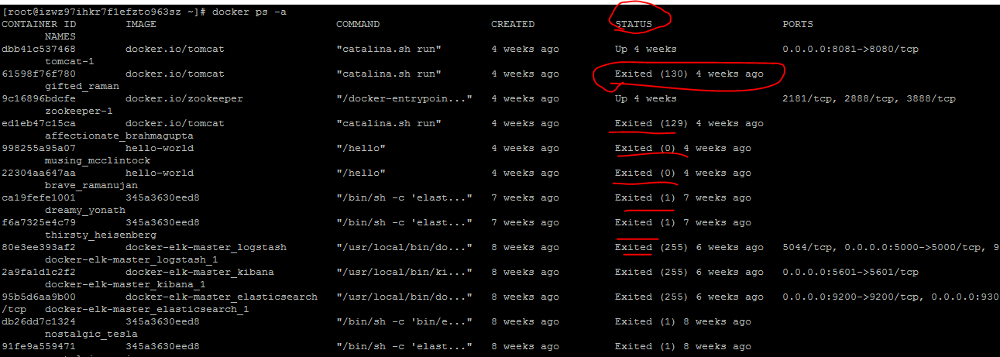 [root@izwz97ihkr7f1efzto963sz ~]# docker ps -a
CONTAINER ID IMAGE COMMAND CREATED STATUS PORTS
NAMES
dbb41c537468 docker.io/tomcat "catalina.sh run" 4 weeks ago Up 4 weeks 0.0.0.0:8081->8080/tcp
tomcat-1
61598f76f780 docker.io/tomcat "catalina.sh run" 4 weeks ago Exited (130) 4 weeks ago
gifted_raman
9c16896bdcfe docker.io/zookeeper "/docker-entrypoin..." 4 weeks ago Up 4 weeks 2181/tcp, 2888/tcp, 3888/tcp
zookeeper-1
ed1eb47c15ca docker.io/tomcat "catalina.sh run" 4 weeks ago Exited (129) 4 weeks ago
affectionate_brahmagupta
998255a95a07 hello-world "/hello" 4 weeks ago Exited (0) 4 weeks ago
musing_mcclintock
22304aa647aa hello-world "/hello" 4 weeks ago Exited (0) 4 weeks ago
brave_ramanujan
ca19fefe1001 345a3630eed8 "/bin/sh -c 'elast..." 7 weeks ago Exited (1) 7 weeks ago
dreamy_yonath
f6a7325e4c79 345a3630eed8 "/bin/sh -c 'elast..." 7 weeks ago Exited (1) 7 weeks ago
thirsty_heisenberg
80e3ee393af2 docker-elk-master_logstash "/usr/local/bin/do..." 8 weeks ago Exited (255) 6 weeks ago 5044/tcp, 0.0.0.0:5000->5000/tcp, 9
docker-elk-master_logstash_1
2a9fa1d1c2f2 docker-elk-master_kibana "/usr/local/bin/ki..." 8 weeks ago Exited (255) 6 weeks ago 0.0.0.0:5601->5601/tcp
docker-elk-master_kibana_1
95b5d6aa9b00 docker-elk-master_elasticsearch "/usr/local/bin/do..." 8 weeks ago Exited (255) 6 weeks ago 0.0.0.0:9200->9200/tcp, 0.0.0.0:930
/tcp docker-elk-master_elasticsearch_1
db26dd7c1324 345a3630eed8 "/bin/sh -c 'bin/e..." 8 weeks ago Exited (1) 8 weeks ago
nostalgic_tesla
91fe9a559471 345a3630eed8 "/bin/sh -c 'elast..." 8 weeks ago Exited (1) 8 weeks ago